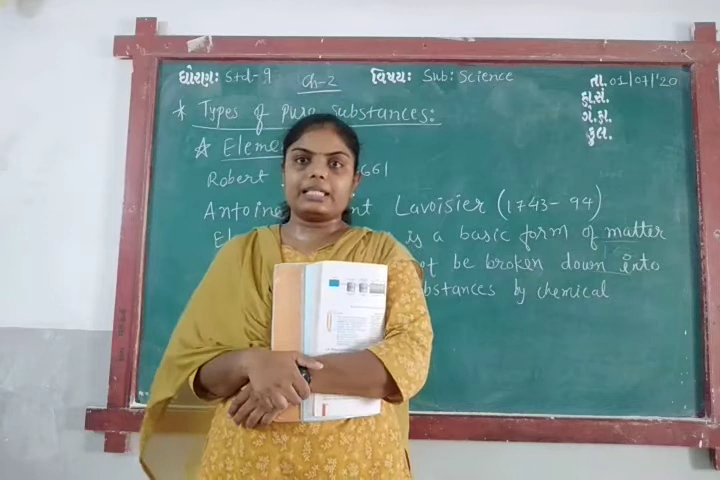 ધોરણઃ Std-9 Ch-2 વિષયઃ Sub: Science તા. 01/07/'20
હા.સં.
ગે.હા.
કુલ.
* Types of pure substances:
* Eleme
Robert 1661
Antoine nt Lavoisier (1743-94)
El is a basic form of matter
ot be broken down into
bstances by chemical